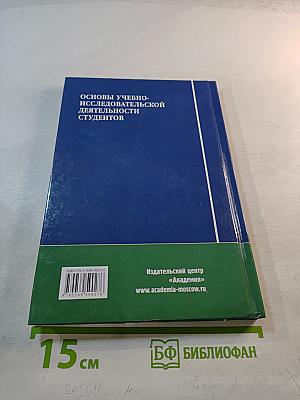 ОСНОВЫ УЧЕБНО-
ИССЛЕДОВАТЕЛЬСКОЙ
ДЕЯТЕЛЬНОСТИ
СТУДЕНТОВ
Издательский центр
«Академия»
www.academia-moscow.ru
15 см
БФ БИБЛИОФАН